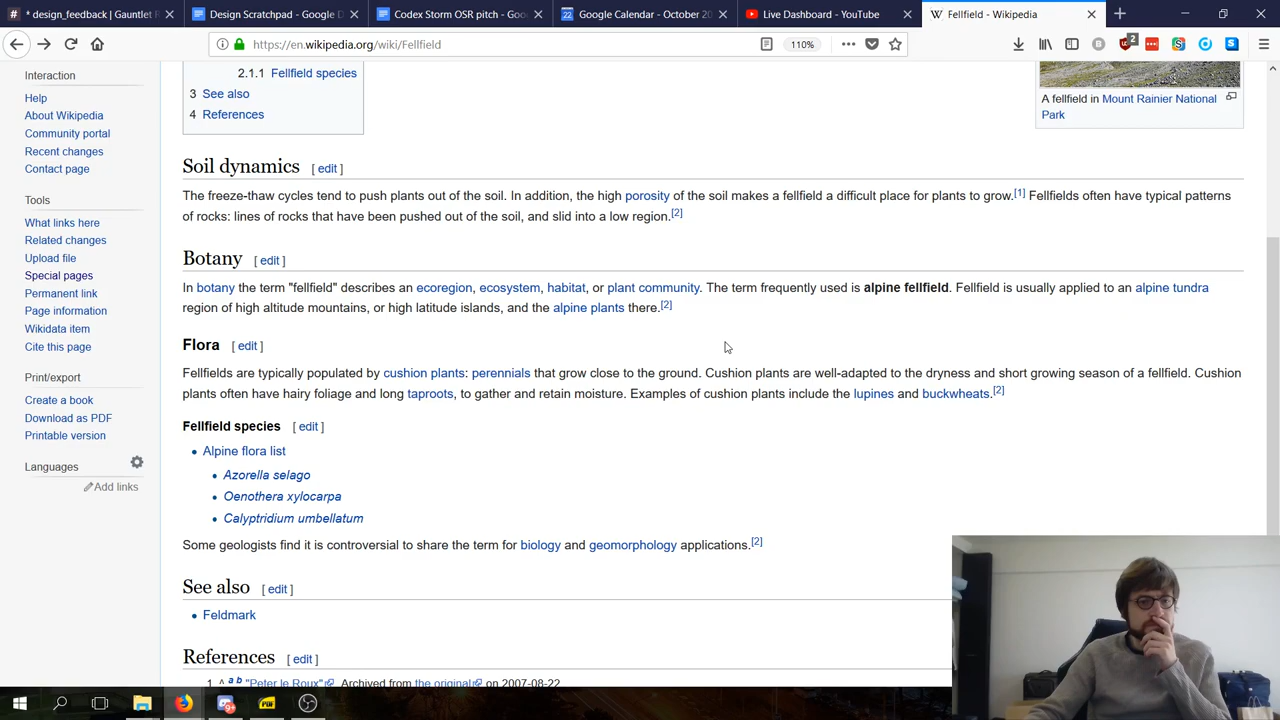 * design_feedback | Gauntlet R
Design Scratchpad - Google D
Codex Storm OSR pitch - Goo
22 Google Calendar - October 20
Live Dashboard - YouTube
W Fellfield - Wikipedia
https://en.wikipedia.org/wiki/Fellfield
110%
2
Interaction
Help
About Wikipedia
Community portal
Recent changes
Contact page
Tools
What links here
Related changes
Upload file
Special pages
Permanent link
Page information
Wikidata item
Cite this page
Print/export
Create a book
Download as PDF
Printable version
Languages
Add links
2.1.1 Fellfield species
3 See also
4 References
A fellfield in Mount Rainier National
Park
Soil dynamics [ edit ]
The freeze-thaw cycles tend to push plants out of the soil. In addition, the high porosity of the soil makes a fellfield a difficult place for plants to grow.[1] Fellfields often have typical patterns
of rocks: lines of rocks that have been pushed out of the soil, and slid into a low region.[2]
Botany [ edit ]
In botany the term "fellfield" describes an ecoregion, ecosystem, habitat, or plant community. The term frequently used is alpine fellfield. Fellfield is usually applied to an alpine tundra
region of high altitude mountains, or high latitude islands, and the alpine plants there.[2]
Flora [ edit ]
Fellfields are typically populated by cushion plants: perennials that grow close to the ground. Cushion plants are well-adapted to the dryness and short growing season of a fellfield. Cushion
plants often have hairy foliage and long taproots, to gather and retain moisture. Examples of cushion plants include the lupines and buckwheats.[2]
Fellfield species [ edit ]
• Alpine flora list
• Azorella selago
• Oenothera xylocarpa
• Calyptridium umbellatum
Some geologists find it is controversial to share the term for biology and geomorphology applications.[2]
See also [ edit ]
• Feldmark
References [ edit ]
1. ^ a b "Peter le Roux". Archived from the original on 2007-08-22
PDF